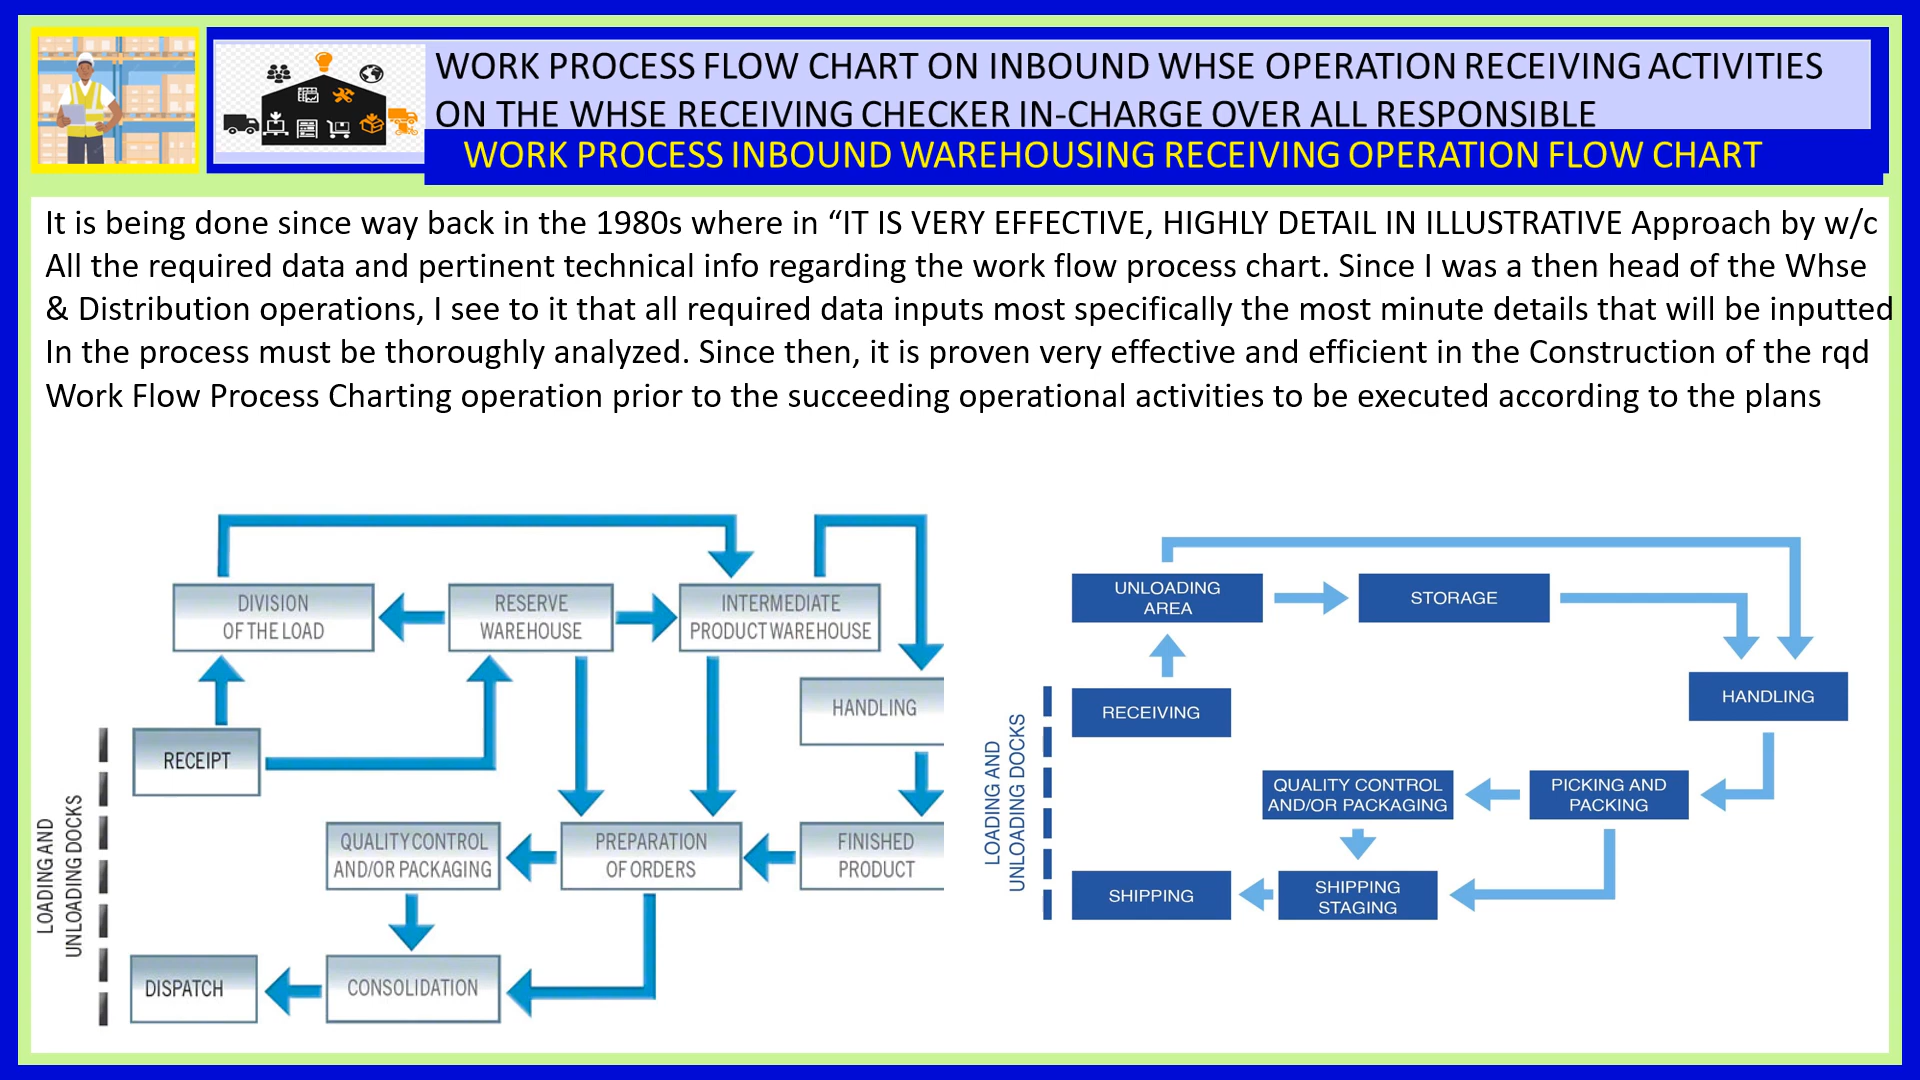 WORK PROCESS FLOW CHART ON INBOUND WHSE OPERATION RECEIVING ACTIVITIES
ON THE WHSE RECEIVING CHECKER IN-CHARGE OVER ALL RESPONSIBLE
WORK PROCESS INBOUND WAREHOUSING RECEIVING OPERATION FLOW CHART
It is being done since way back in the 1980s where in “IT IS VERY EFFECTIVE, HIGHLY DETAIL IN ILLUSTRATIVE Approach by w/c
All the required data and pertinent technical info regarding the work flow process chart. Since I was a then head of the Whse
& Distribution operations, I see to it that all required data inputs most specifically the most minute details that will be inputted
In the process must be thoroughly analyzed. Since then, it is proven very effective and efficient in the Construction of the rqd
Work Flow Process Charting operation prior to the succeeding operational activities to be executed according to the plans
DIVISION
OF THE LOAD
RESERVE
WAREHOUSE
INTERMEDIATE
PRODUCT WAREHOUSE
HANDLING
RECEIPT
QUALITY CONTROL
AND/OR PACKAGING
PREPARATION
OF ORDERS
FINISHED
PRODUCT
LOADING AND
UNLOADING DOCKS
DISPATCH
CONSOLIDATION
UNLOADING
AREA
STORAGE
HANDLING
RECEIVING
LOADING AND
UNLOADING DOCKS
QUALITY CONTROL
AND/OR PACKAGING
PICKING AND
PACKING
SHIPPING
SHIPPING
STAGING